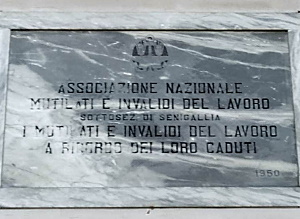 ASSOCIAZIONE NAZIONALE
MUTILATI E INVALIDI DEL LAVORO
SOTTOSEZ. DI SENIGALLIA
I MUTILATI E INVALIDI DEL LAVORO
A RICORDO DEI LORO CADUTI
1950